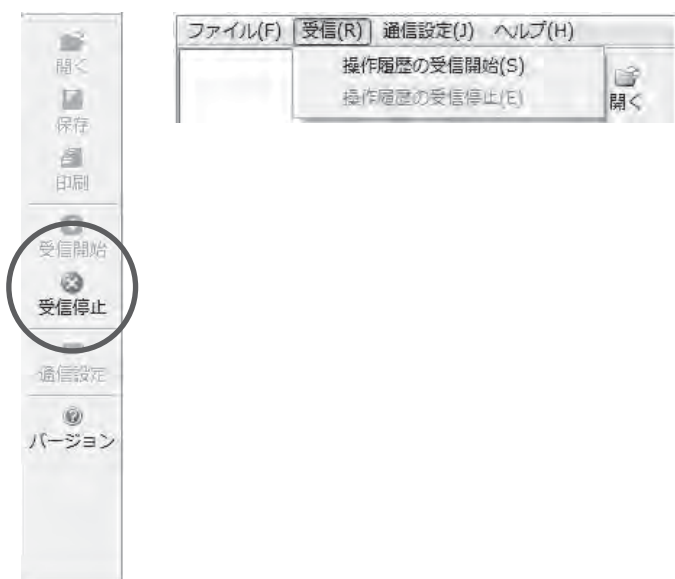 開く
保存
印刷
受信開始
受信停止
通信設定
バージョン
ファイル(F) 受信(R) 通信設定(J) ヘルプ(H)
操作履歴の受信開始(S)
操作履歴の受信停止(E)
開く